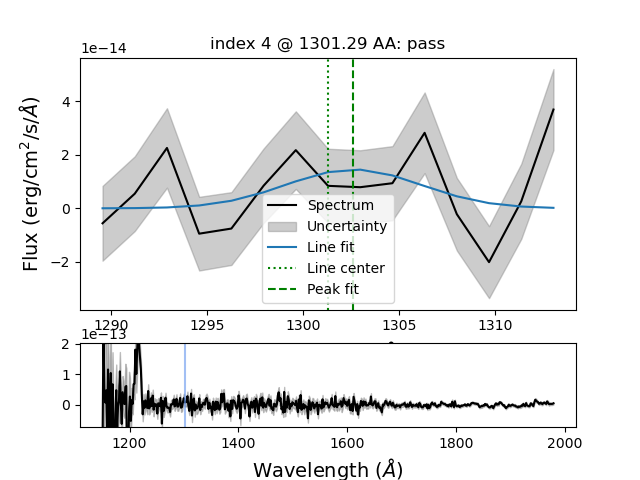 index 4 @ 1301.29 AA: pass
1e−14
Flux (erg/cm²/s/Å)
4
2
0
−2
Spectrum
Uncertainty
Line fit
Line center
Peak fit
1290 1295 1300 1305 1310
1e−13
2
1
0
1200 1400 1600 1800 2000
Wavelength (Å)